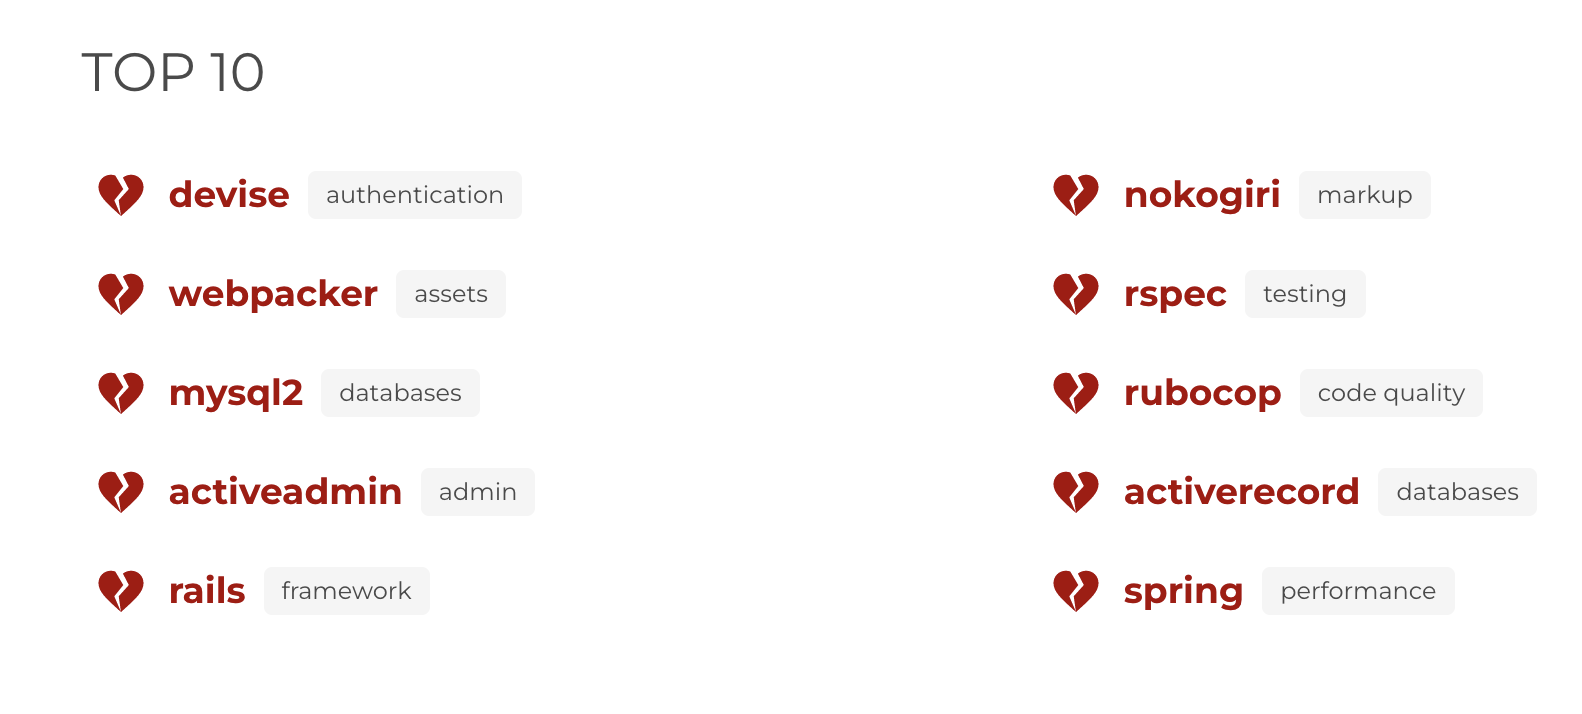 TOP 10
devise authentication
webpacker assets
mysql2 databases
activeadmin admin
rails framework
nokogiri markup
rspec testing
rubocop code quality
activerecord databases
spring performance